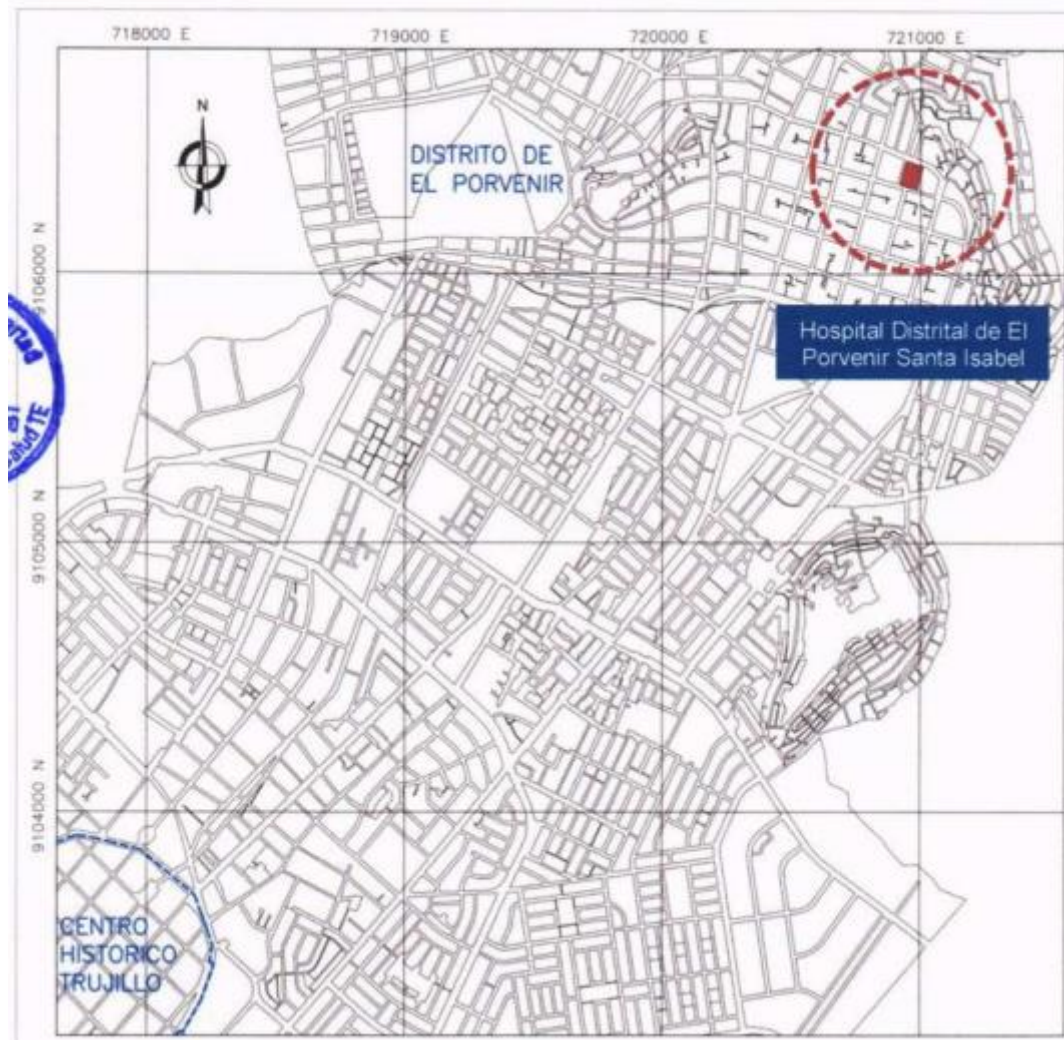 718000 E
719000 E
720000 E
721000 E
N
DISTRITO DE
EL PORVENIR
9106000 N
Hospital Distrital de El
Porvenir Santa Isabel
9105000 N
9104000 N
CENTRO
HISTORICO
TRUJILLO